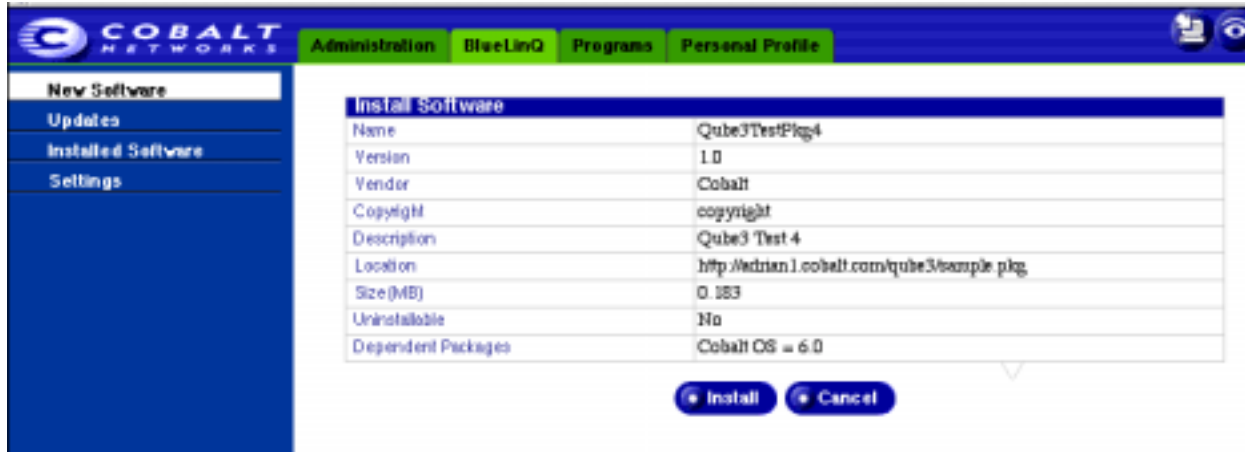 COBALT
NETWORKS
Administration BlueLinQ Programs Personal Profile
New Software
Updates
Installed Software
Settings
Install Software
Name Qube3TestPkg4
Version 1.0
Vendor Cobalt
Copyright copyright
Description Qube3 Test 4
Location http://adrian1.cobalt.com/qube3/sample.pkg
Size(MB) 0.183
Uninstallable No
Dependent Packages Cobalt OS = 6.0
Install Cancel